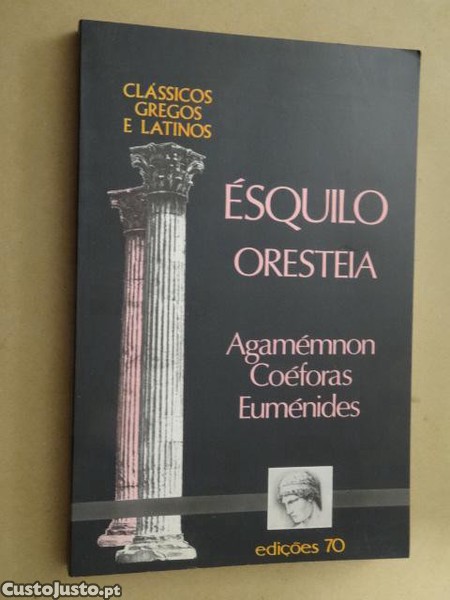 CLÁSSICOS
GREGOS
E LATINOS
ÉSQUILO
ORESTEIA
Agamémnon
Coéforas
Euménides
edições 70
CustoJusto.pt